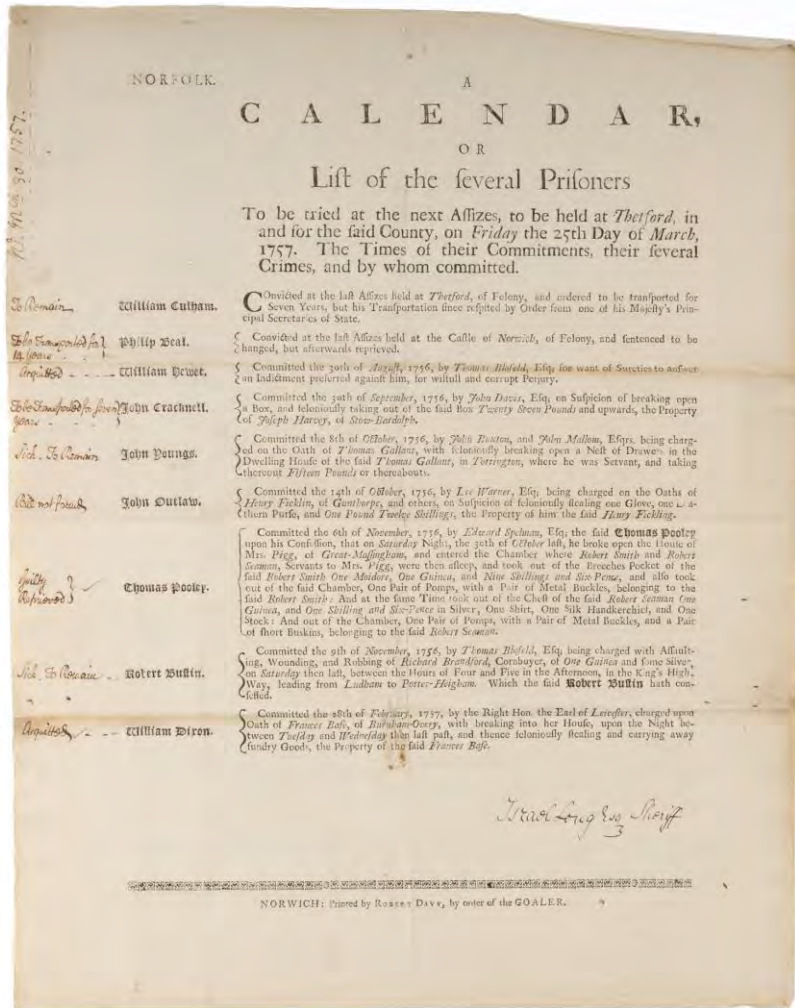 NORFOLK.
A
CALENDAR,
OR
Liſt of the ſeveral Priſoners
To be tried at the next Aſſizes, to be held at Thetford, in
and for the ſaid County, on Friday the 25th Day of March,
1757. The Times of their Commitments, their ſeveral
Crimes, and by whom committed.
To Remain
William Culham.
COnvicted at the laſt Aſſizes held at Thetford, of Felony, and ordered to be tranſported for
Seven Years, but his Tranſportation ſince reſpited by Order from one of his Majeſty's Prin-
cipal Secretaries of State.
To be Transported for
14 years
Philip Beal.
Convicted at the laſt Aſſizes held at the Caſtle of Norwich, of Felony, and ſentenced to be
hanged, but afterwards reprieved.
Acquitted
William Hewet.
Committed the 30th of Auguſt, 1756, by Thomas Blofeld, Eſq; for want of Sureties to anſwer
an Indictment preferred againſt him, for wilfull and corrupt Perjury.
To be Transported for seven
years
John Cracknell.
Committed the 30th of September, 1756, by John Davis, Eſq; on Suſpicion of breaking open
a Box, and feloniouſly taking out of the ſaid Box Twenty Seven Pounds and upwards, the Property
of Joſeph Harvey, of Stow-Bardolph.
Sick. To Remain
John Youngs.
Committed the 8th of October, 1756, by John and John Mallom, Eſqrs. being charg-
ed on the Oath of Thomas Gallant, with feloniouſly breaking open a Neſt of Drawers in the
Dwelling Houſe of the ſaid Thomas Gallant, in Tottington, where he was Servant, and taking
thereout Fifteen Pounds or thereabouts.
Bill not found
John Outlaw.
Committed the 14th of October, 1756, by Lee Warner, Eſq; being charged on the Oaths of
Henry Ficklin, of Gunthorpe, and others, on Suſpicion of feloniouſly ſtealing one Glove, one
thern Purſe, and One Pound Twelve Shillings, the Property of him the ſaid Henry Fickling.
Guilty
Reprieved
Thomas Pooley.
Committed the 6th of November, 1756, by Edward Spelman, Eſq; the ſaid Thomas Pooley
upon his Confeſſion, that on Saturday Night, the 30th of October laſt, he broke open the Houſe of
Mrs. Pigg, of Great-Maſſingham, and entered the Chamber where Robert Smith and Robert
Seaman, Servants to Mrs. Pigg, were then aſleep, and took out of the Breeches Pocket of the
ſaid Robert Smith One Moidore, One Guinea, and Nine Shillings and Six-Pence, and alſo took
out of the ſaid Chamber, One Pair of Pomps, with a Pair of Metal Buckles, belonging to the
ſaid Robert Smith: And at the ſame Time took out of the Cheſt of the ſaid Robert Seaman One
Guinea, and One Shilling and Six-Pence in Silver, One Shirt, One Silk Handkerchief, and One
Stock: And out of the Chamber, One Pair of Pomps, with a Pair of Metal Buckles, and a Pair
of ſhort Buskins, belonging to the ſaid Robert Seaman.
Sick. To Remain
Robert Buſtin.
Committed the 9th of November, 1756, by Thomas Blofeld, Eſq; being charged with Aſſault-
ing, Wounding, and Robbing of Richard Brandford, Cornbuyer, of One Guinea and ſome Silver,
on Saturday then laſt, between the Hours of Four and Five in the Afternoon, in the King's High
Way, leading from Ludham to Potter-Heigham. Which the ſaid Robert Buſtin hath con-
feſſed.
Acquitted
William Dixon.
Committed the 28th of February, 1757, by the Right Hon. the Earl of Leiceſter, charged upon
Oath of Frances Baſe, of Burnham-Overy, with breaking into her Houſe, upon the Night be-
tween Tueſday and Wedneſday then laſt paſt, and thence feloniouſly ſtealing and carrying away
ſundry Goods, the Property of the ſaid Frances Baſe.
Israel Long Esq Sheriff
NORWICH: Printed by ROBERT DAVY, by order of the GOALER.